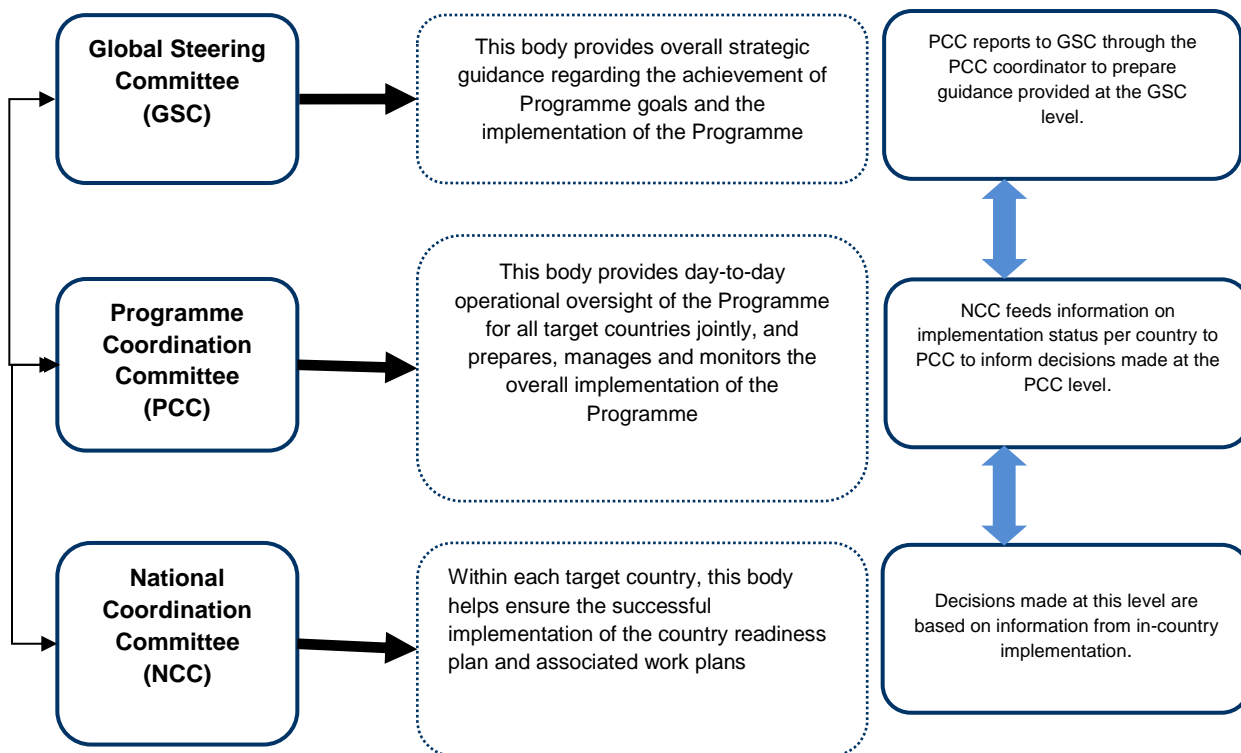 Global Steering
Committee
(GSC)
This body provides overall strategic
guidance regarding the achievement of
Programme goals and the
implementation of the Programme
PCC reports to GSC through the
PCC coordinator to prepare
guidance provided at the GSC
level.
Programme
Coordination
Committee
(PCC)
This body provides day-to-day
operational oversight of the Programme
for all target countries jointly, and
prepares, manages and monitors the
overall implementation of the
Programme
NCC feeds information on
implementation status per country to
PCC to inform decisions made at the
PCC level.
National
Coordination
Committee
(NCC)
Within each target country, this body
helps ensure the successful
implementation of the country readiness
plan and associated work plans
Decisions made at this level are
based on information from in-country
implementation.